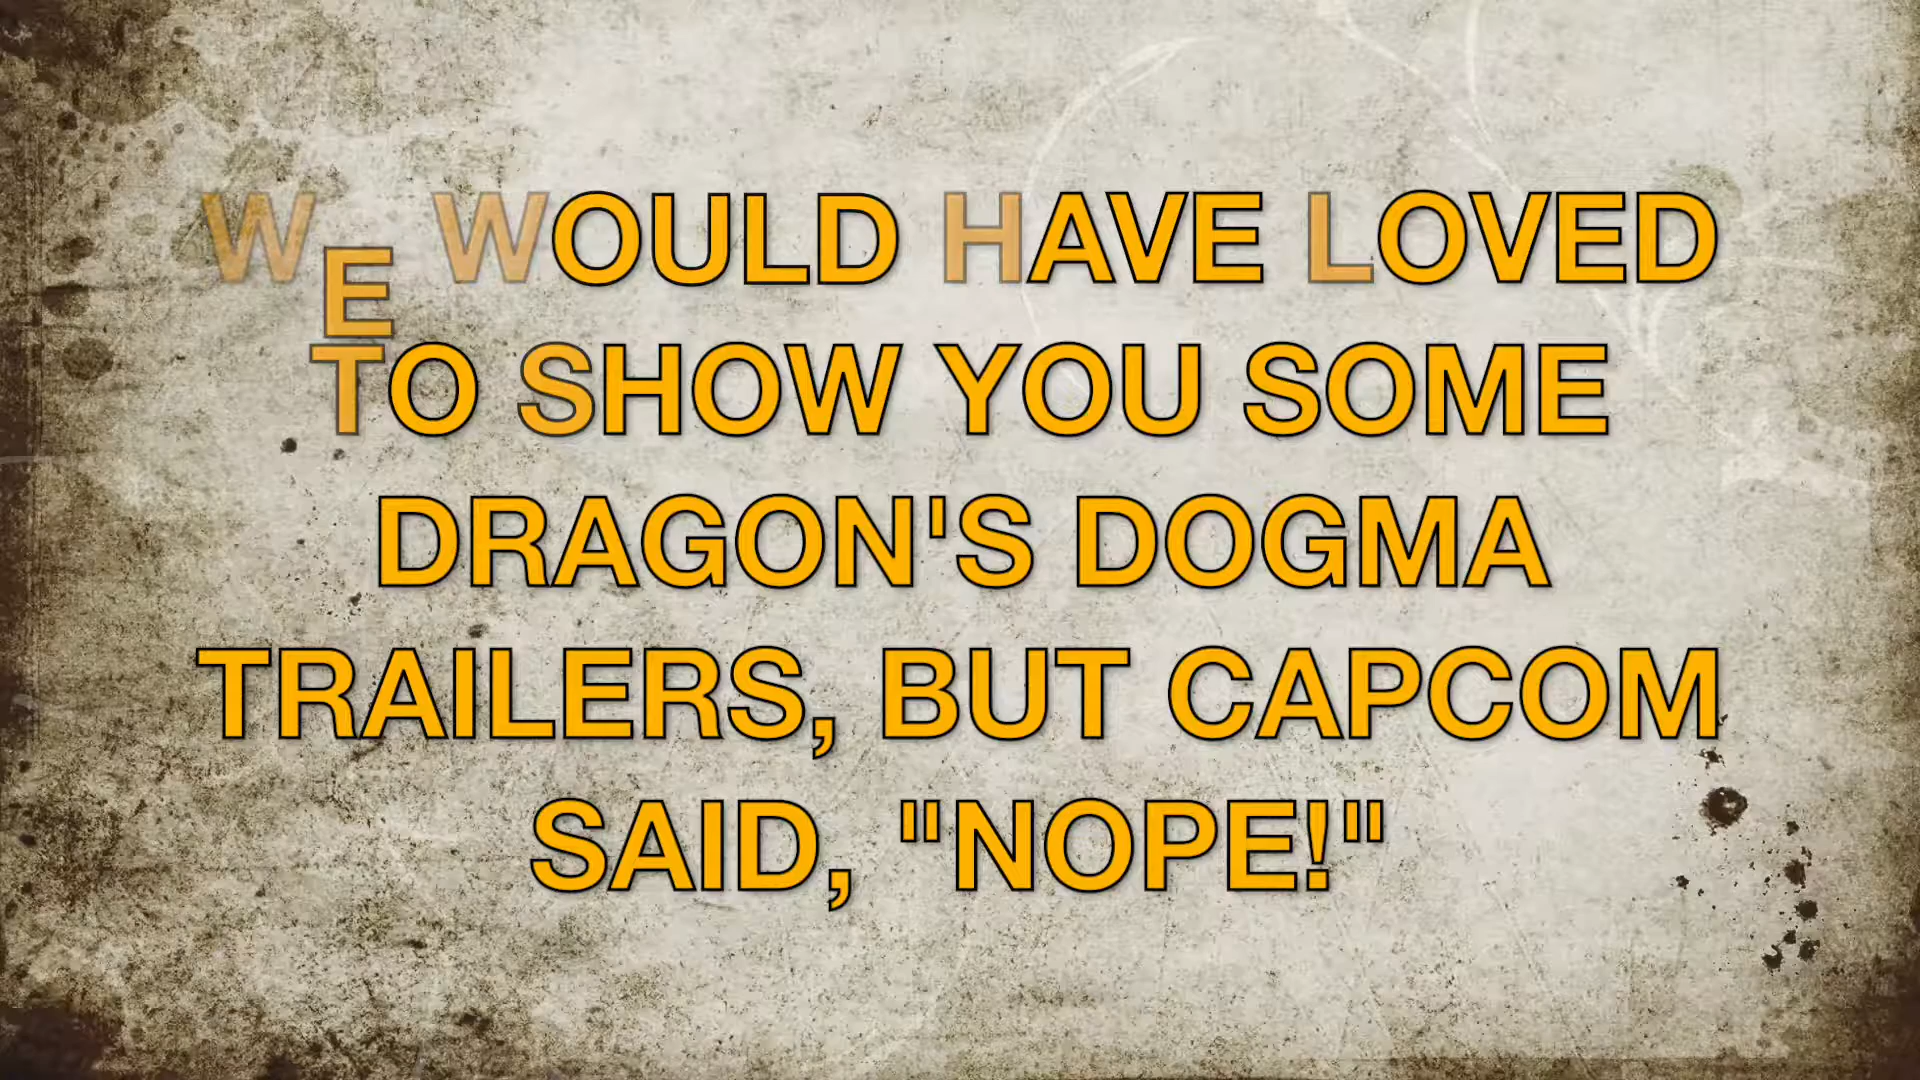 WE WOULD HAVE LOVED
TO SHOW YOU SOME
DRAGON'S DOGMA
TRAILERS, BUT CAPCOM
SAID, "NOPE!"